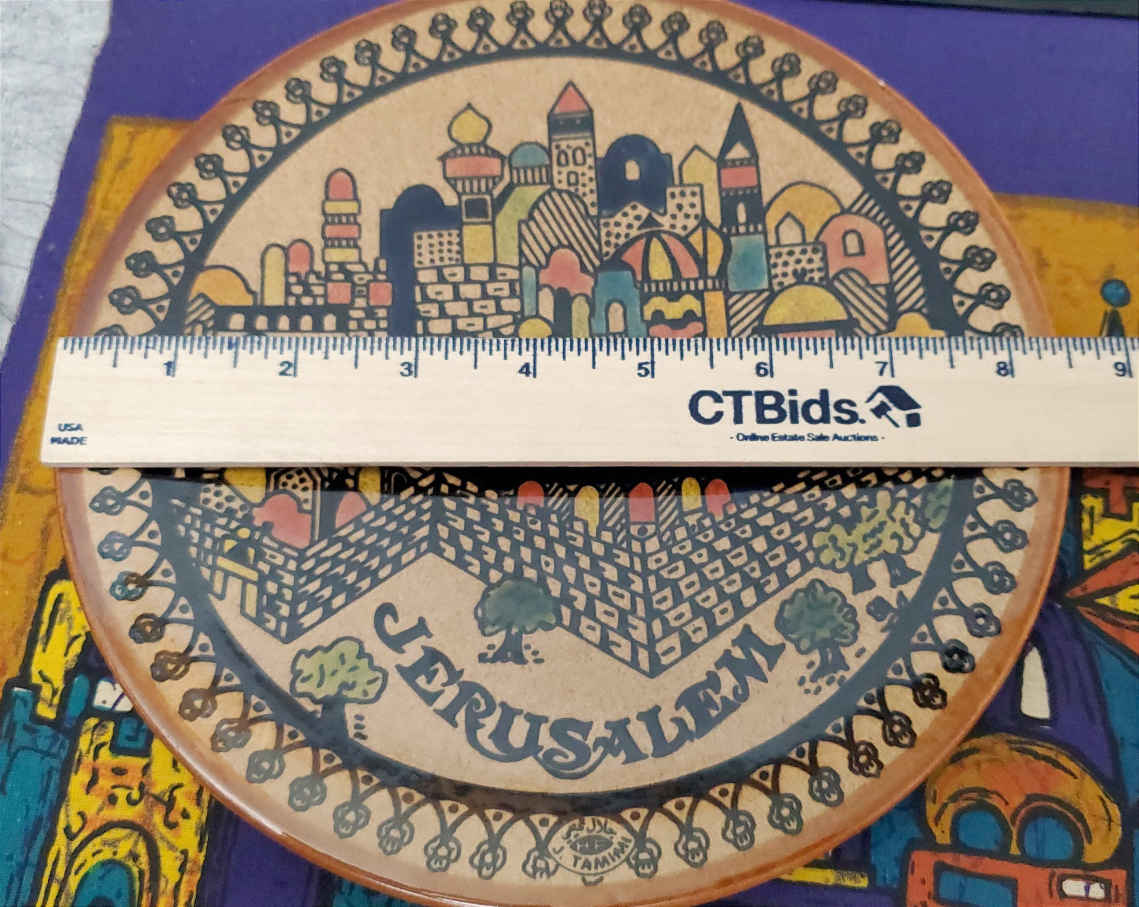 1 2 3 4 5 6 7 8 9
CTBids.
- Online Estate Sale Auctions -
USA
MADE
JERUSALEM
J. TAMIMI